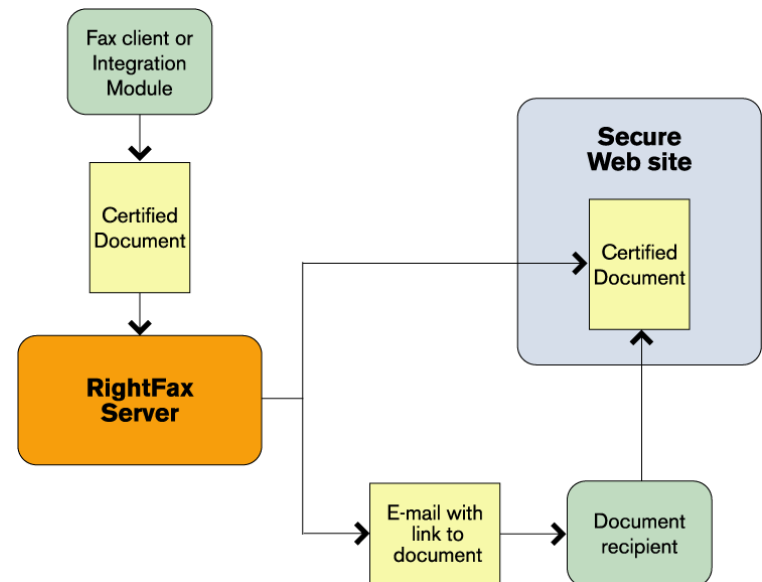 Fax client or
Integration
Module
Certified
Document
RightFax
Server
Secure
Web site
Certified
Document
E-mail with
link to
document
Document
recipient